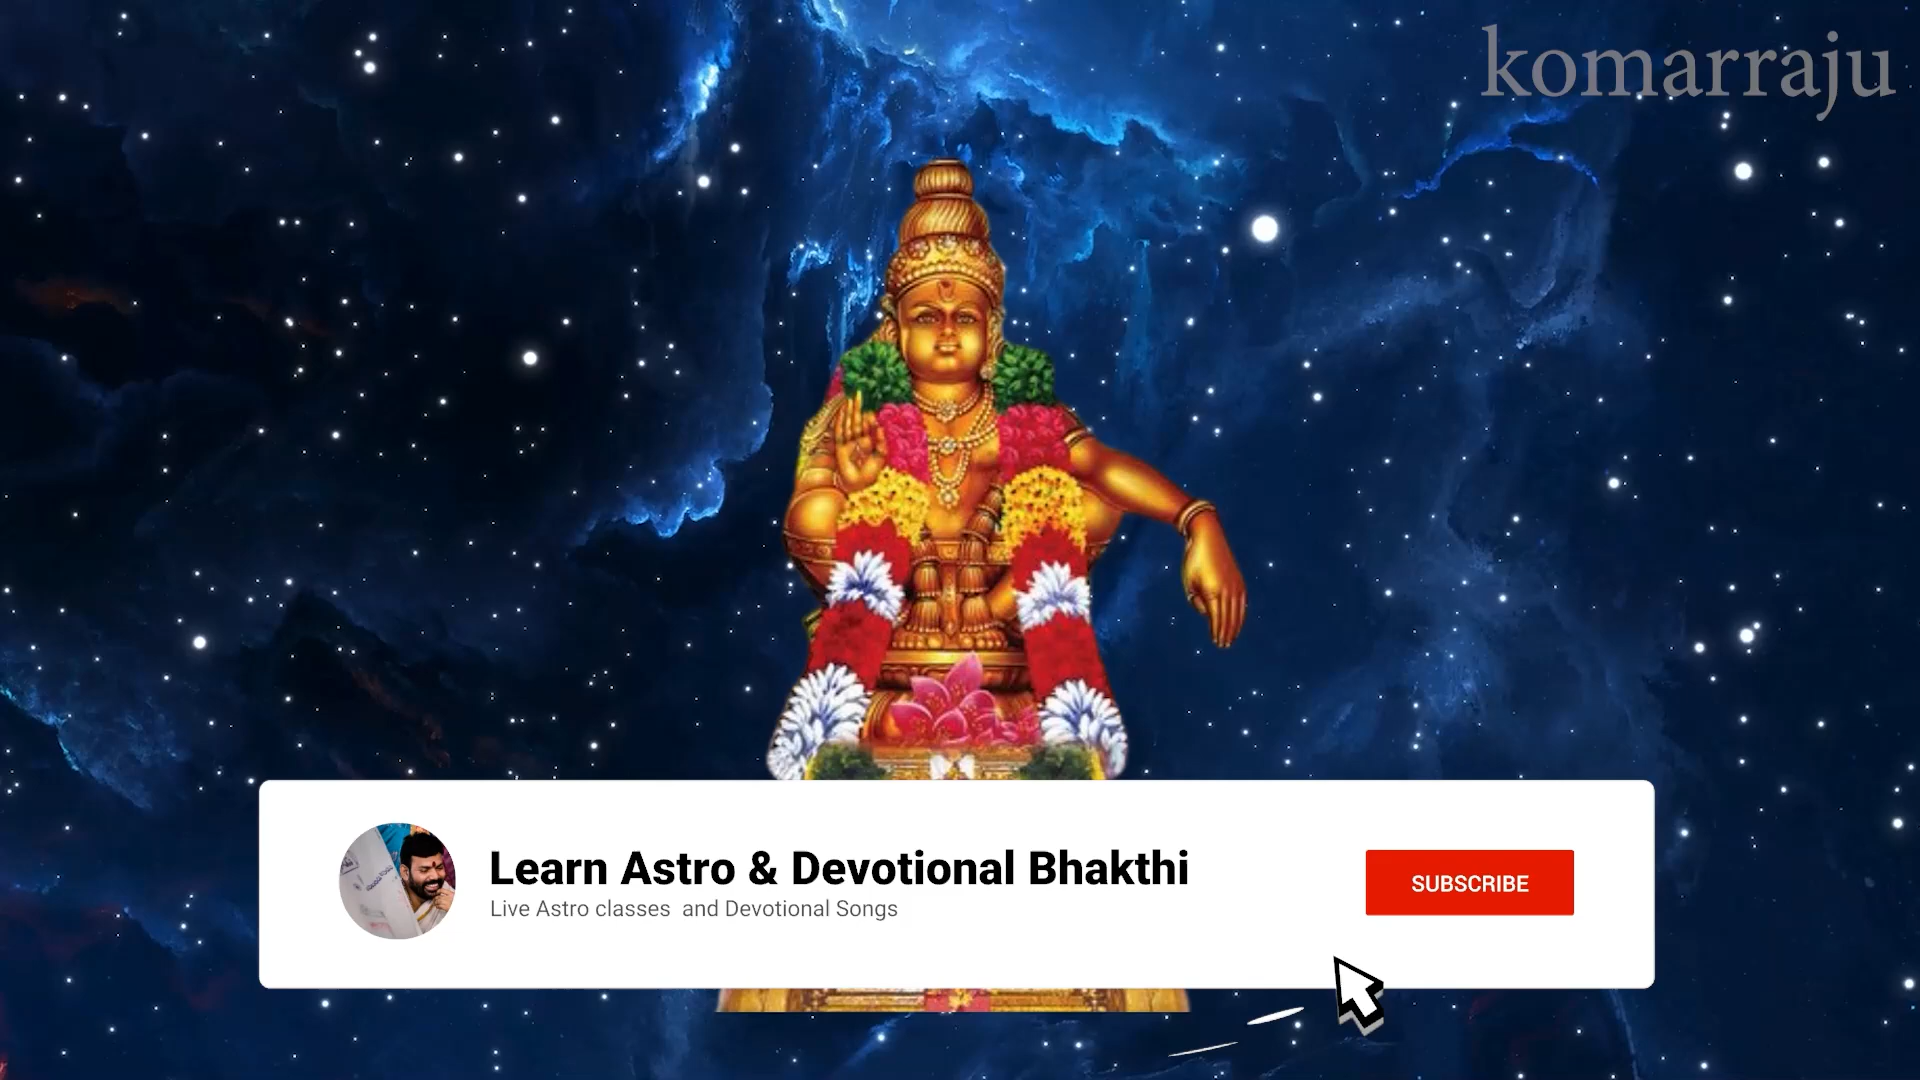 komarraju
Learn Astro & Devotional Bhakthi
Live Astro classes and Devotional Songs
SUBSCRIBE